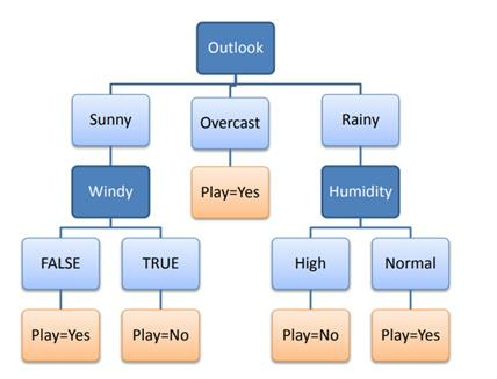 Outlook
Sunny
Overcast
Rainy
Windy
Play=Yes
Humidity
FALSE
TRUE
High
Normal
Play=Yes
Play=No
Play=No
Play=Yes